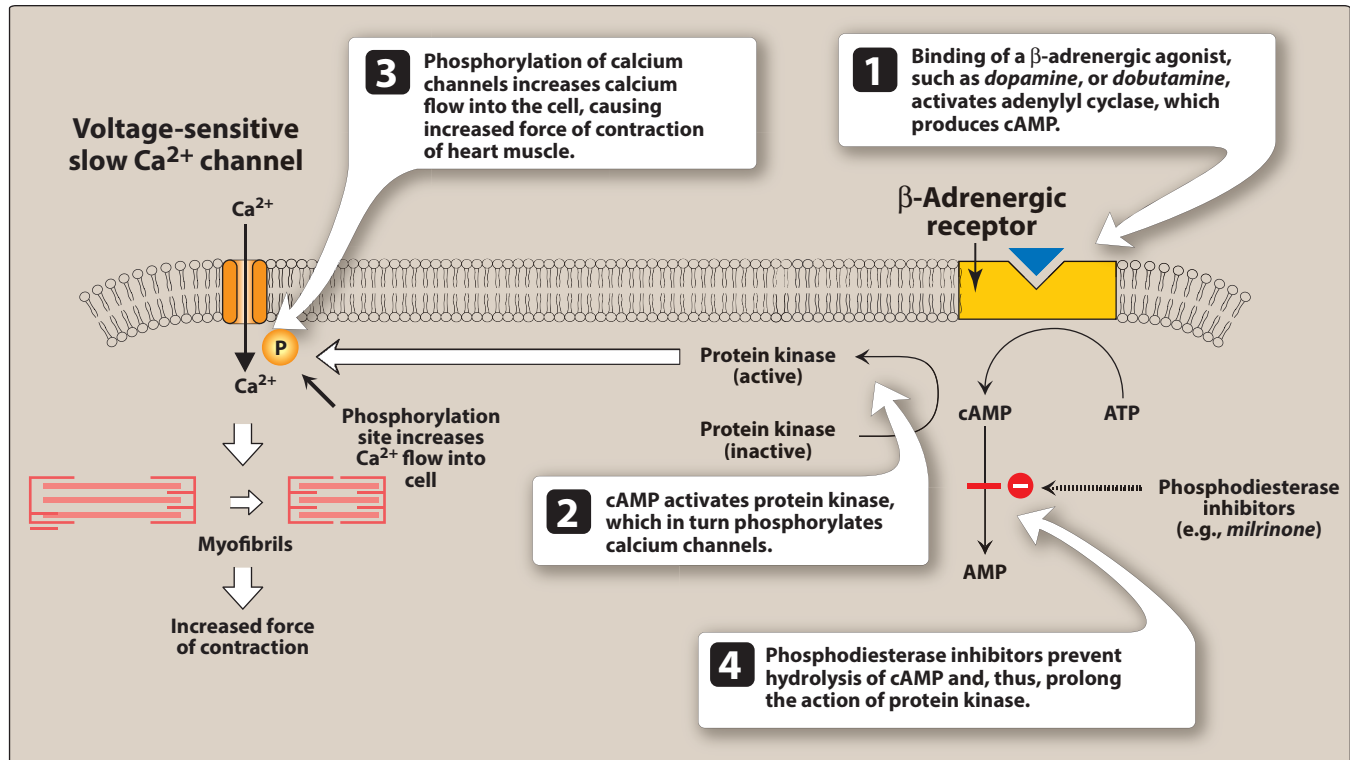 3
Phosphorylation of calcium
channels increases calcium
flow into the cell, causing
increased force of contraction
of heart muscle.
1
Binding of a β-adrenergic agonist,
such as dopamine, or dobutamine,
activates adenylyl cyclase, which
produces cAMP.
Voltage-sensitive
slow Ca²⁺ channel
Ca²⁺
β-Adrenergic
receptor
P
Ca²⁺
Phosphorylation
site increases
Ca²⁺ flow into
cell
Protein kinase
(active)
Protein kinase
(inactive)
cAMP
ATP
Myofibrils
Increased force
of contraction
2
cAMP activates protein kinase,
which in turn phosphorylates
calcium channels.
Phosphodiesterase
inhibitors
(e.g., milrinone)
AMP
4
Phosphodiesterase inhibitors prevent
hydrolysis of cAMP and, thus, prolong
the action of protein kinase.